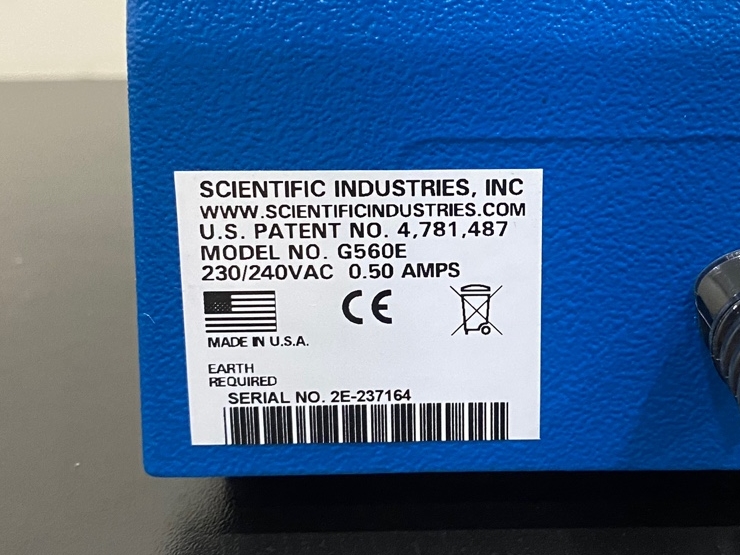 SCIENTIFIC INDUSTRIES, INC
WWW.SCIENTIFICINDUSTRIES.COM
U.S. PATENT NO. 4,781,487
MODEL NO. G560E
230/240VAC 0.50 AMPS
CE
MADE IN U.S.A.
EARTH
REQUIRED
SERIAL NO. 2E-237164